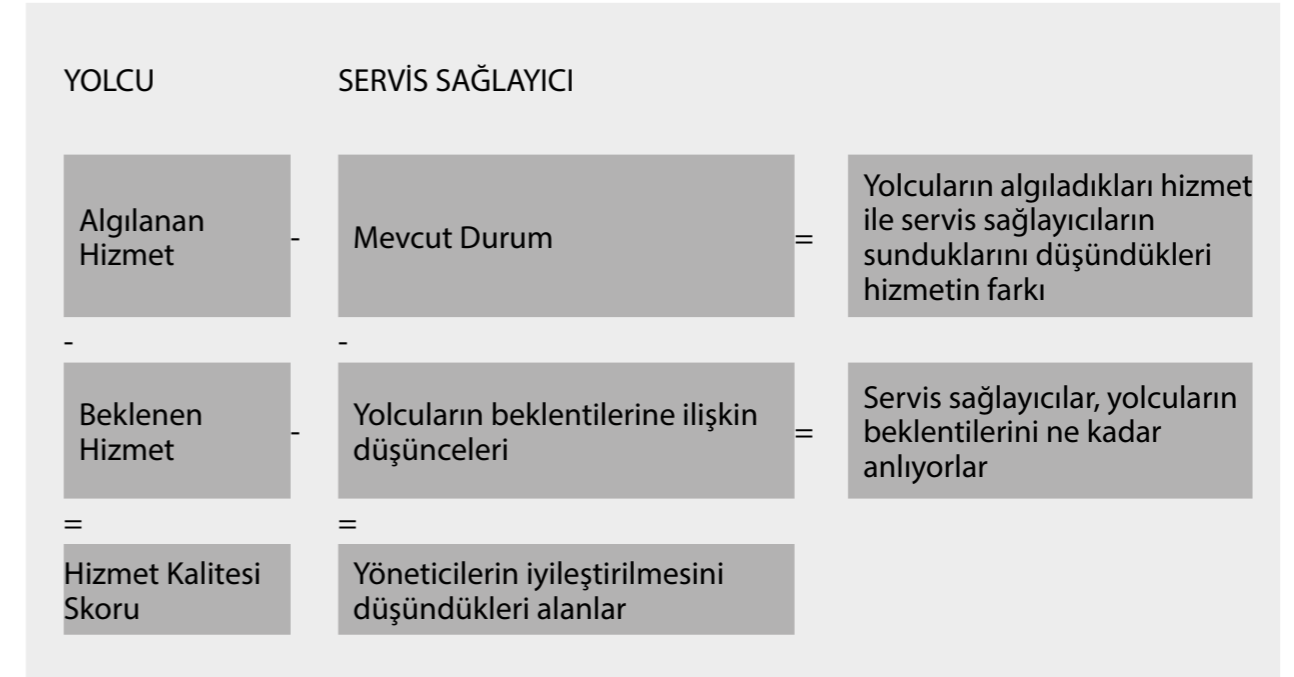 YOLCU
SERVİS SAĞLAYICI
Algılanan
Hizmet
-
Mevcut Durum
=
Yolcuların algıladıkları hizmet
ile servis sağlayıcıların
sunduklarını düşündükleri
hizmetin farkı
-
-
Beklenen
Hizmet
-
Yolcuların beklentilerine ilişkin
düşünceleri
=
Servis sağlayıcılar, yolcuların
beklentilerini ne kadar
anlıyorlar
=
=
Hizmet Kalitesi
Skoru
Yöneticilerin iyileştirilmesini
düşündükleri alanlar